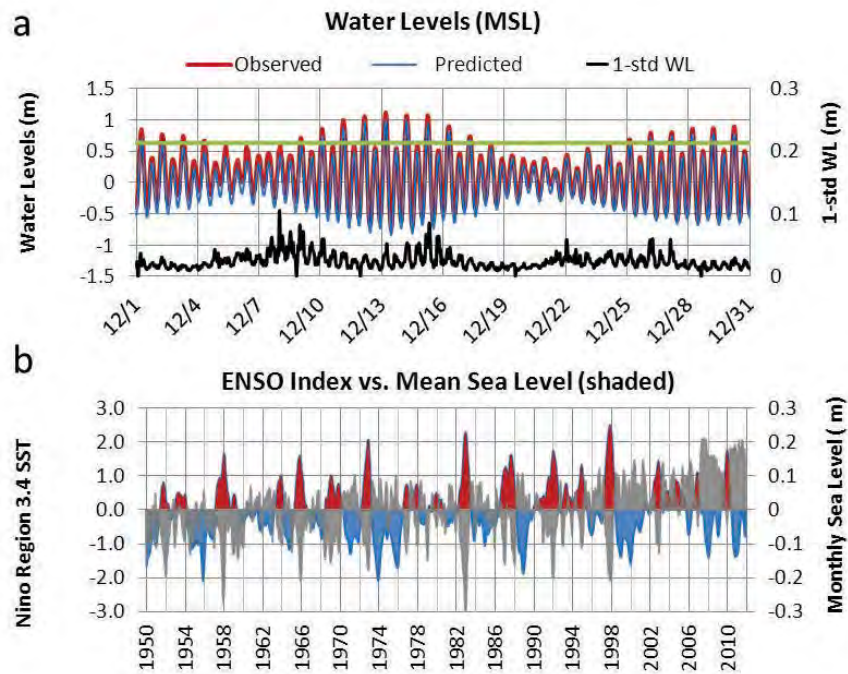 a
Water Levels (MSL)
Observed Predicted 1-std WL
Water Levels (m)
1.5
1
0.5
0
-0.5
-1
-1.5
0.3
0.2
0.1
0
1-std WL (m)
12/1 12/4 12/7 12/10 12/13 12/16 12/19 12/22 12/25 12/28 12/31
b
ENSO Index vs. Mean Sea Level (shaded)
Nino Region 3.4 SST
3.0
2.0
1.0
0.0
-1.0
-2.0
-3.0
0.3
0.2
0.1
0
-0.1
-0.2
-0.3
Monthly Sea Level ( m)
1950 1954 1958 1962 1966 1970 1974 1978 1982 1986 1990 1994 1998 2002 2006 2010